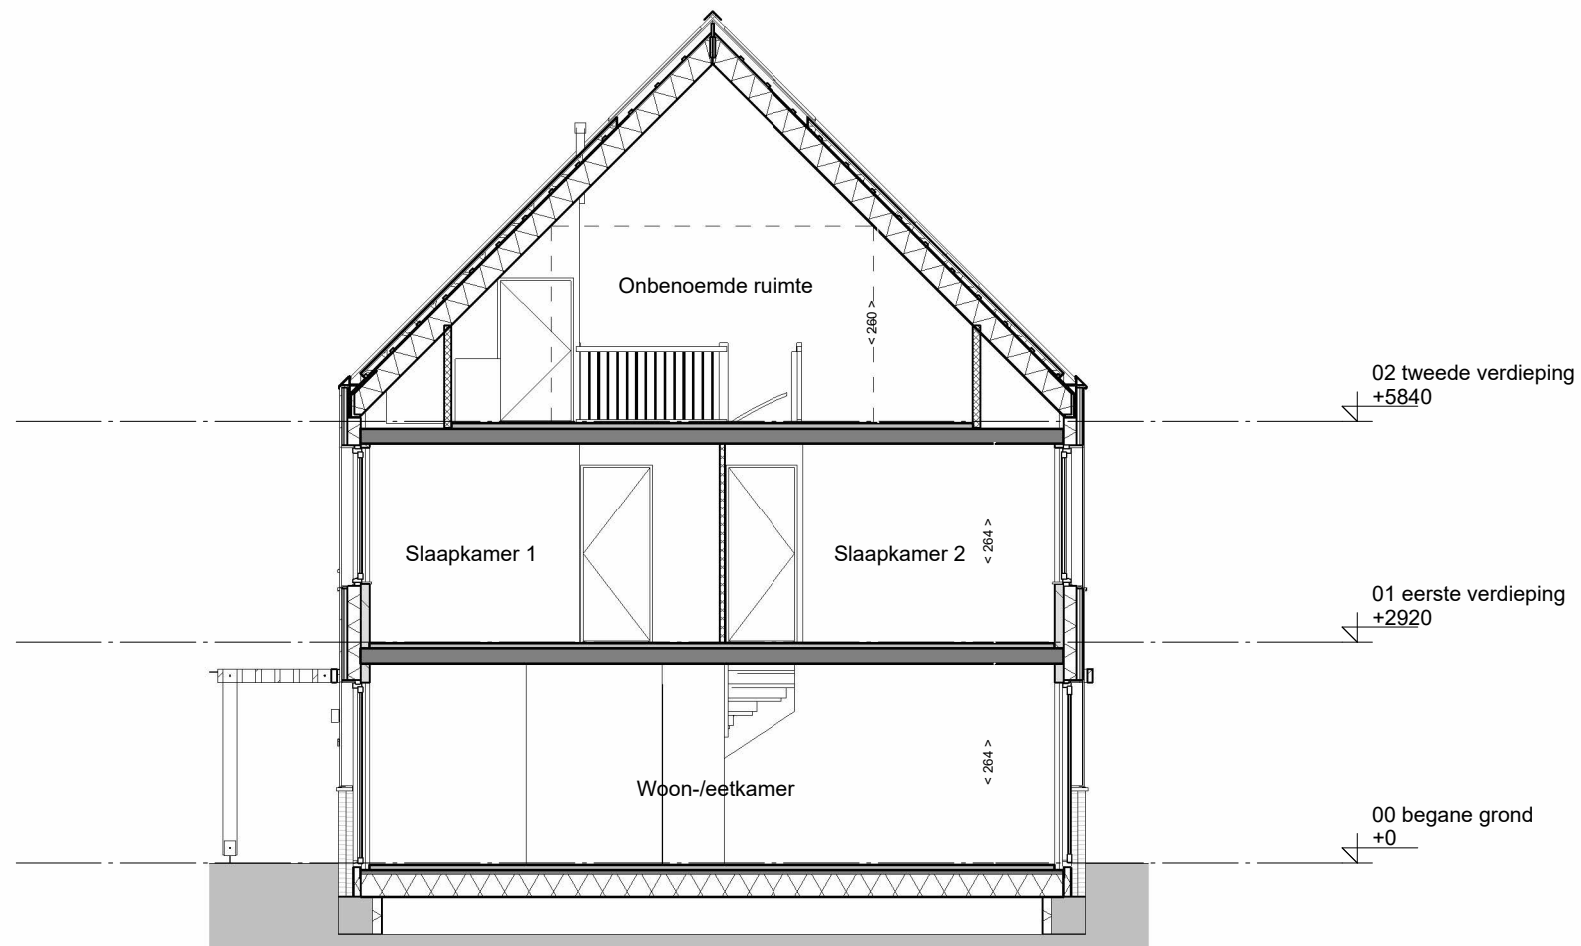 Onbenoemde ruimte
< 260 >
02 tweede verdieping
+5840
Slaapkamer 1
Slaapkamer 2
< 264 >
01 eerste verdieping
+2920
Woon-/eetkamer
< 264 >
00 begane grond
+0